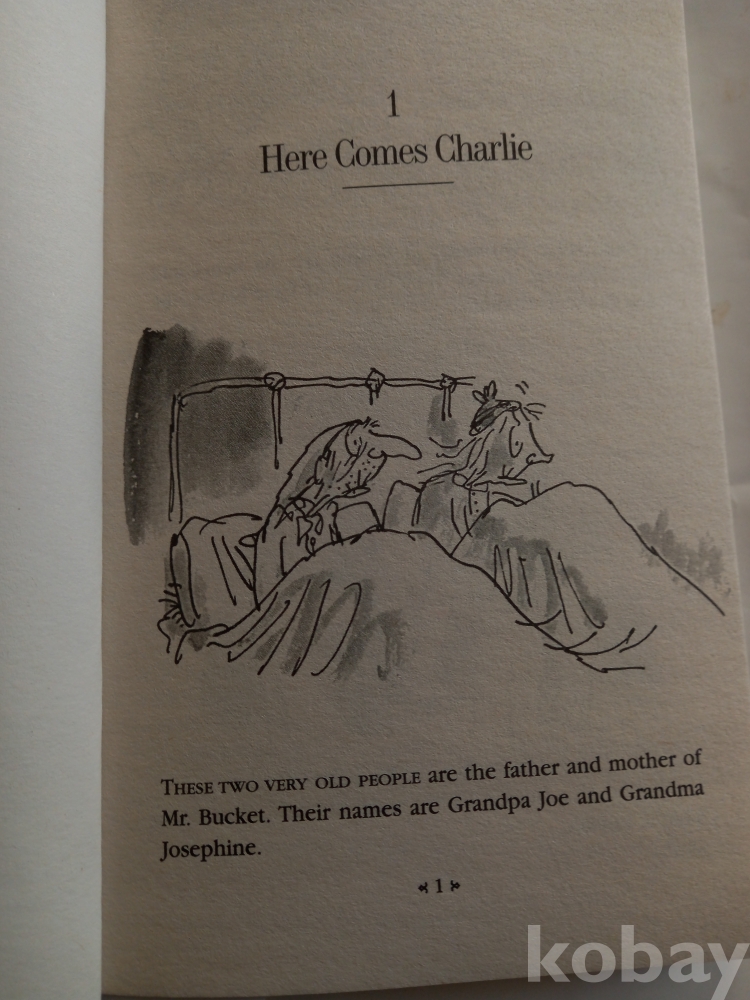 1
Here Comes Charlie
THESE TWO VERY OLD PEOPLE are the father and mother of
Mr. Bucket. Their names are Grandpa Joe and Grandma
Josephine.
1
kobay